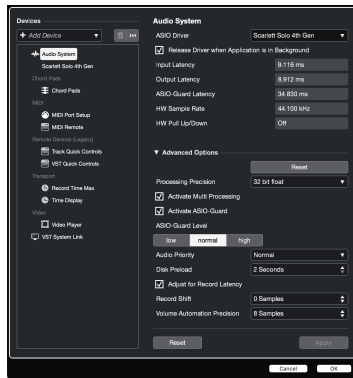 Devices
+ Add Device
Audio System
Scarlett Solo 4th Gen
Chord Pads
Chord Pads
MIDI
MIDI Port Setup
MIDI Remote
Remote Devices (Legacy)
Track Quick Controls
VST Quick Controls
Transport
Record Time Max
Time Display
Video
Video Player
VST System Link
Audio System
ASIO Driver Scarlett Solo 4th Gen
Release Driver when Application is in Background
Input Latency 9.116 ms
Output Latency 8.912 ms
ASIO-Guard Latency 34.830 ms
HW Sample Rate 44.100 kHz
HW Pull Up/Down Off
Advanced Options
Reset
Processing Precision 32 bit float
Activate Multi Processing
Activate ASIO-Guard
ASIO-Guard Level
low normal high
Audio Priority Normal
Disk Preload 2 Seconds
Adjust for Record Latency
Record Shift 0 Samples
Volume Automation Precision 8 Samples
Reset Apply
Cancel OK